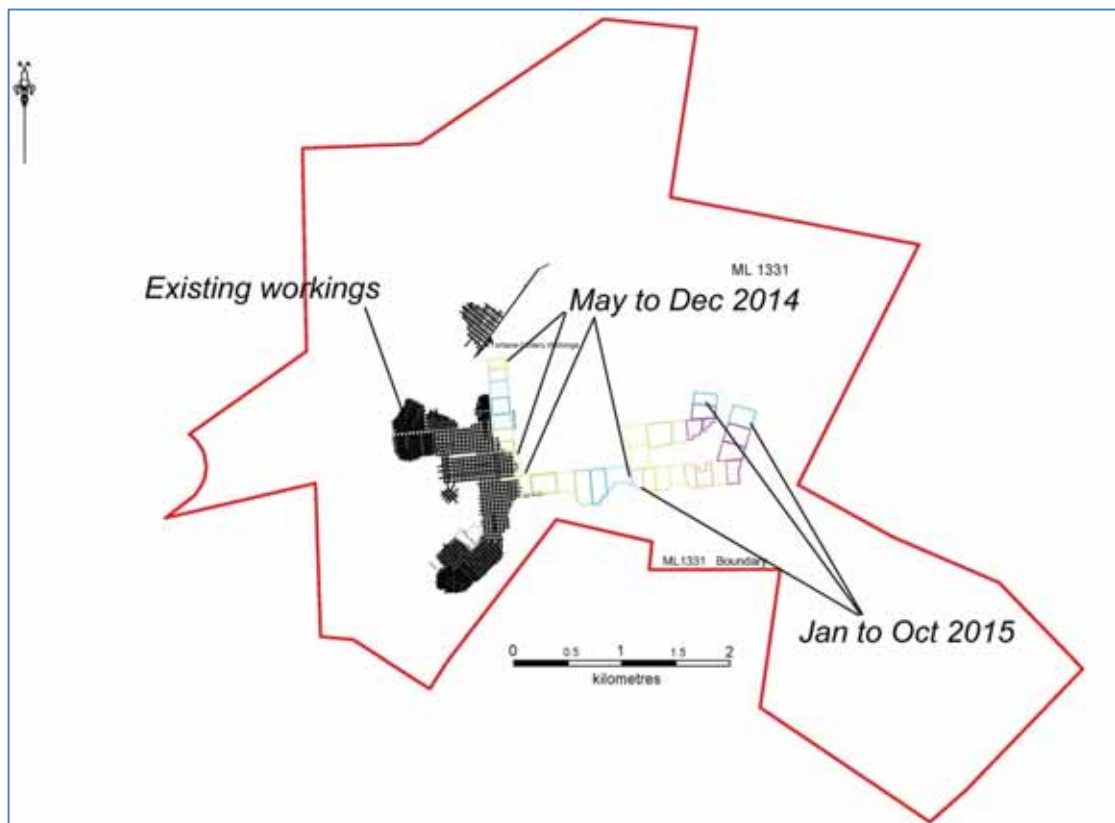 ML 1331
Existing workings
May to Dec 2014
Workings
ML1331 Boundary
Jan to Oct 2015
0 0.5 1 1.5 2
kilometres